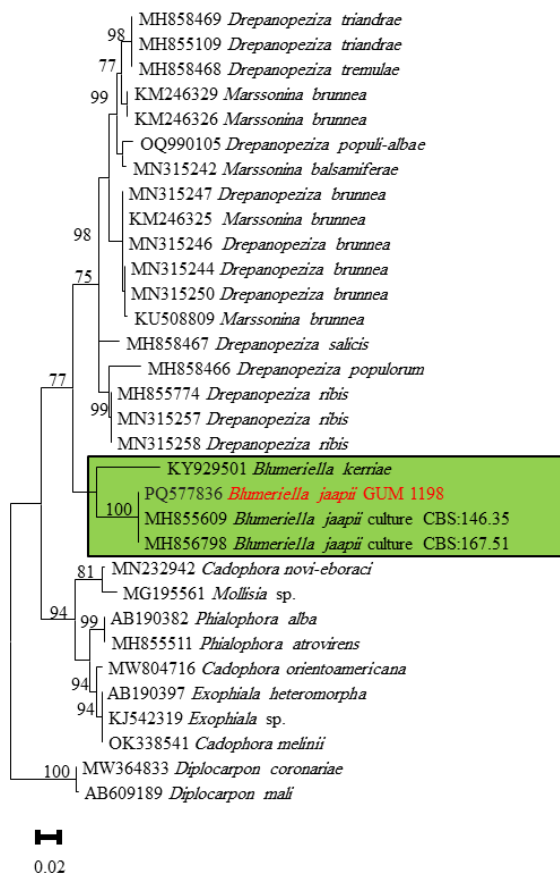 MH858469 Drepanopeziza triandrae
98
MH855109 Drepanopeziza triandrae
77
MH858468 Drepanopeziza tremulae
99
KM246329 Marssonina brunnea
KM246326 Marssonina brunnea
OQ990105 Drepanopeziza populi-albae
MN315242 Marssonina balsamiferae
MN315247 Drepanopeziza brunnea
KM246325 Marssonina brunnea
98
MN315246 Drepanopeziza brunnea
75
MN315244 Drepanopeziza brunnea
MN315250 Drepanopeziza brunnea
KU508809 Marssonina brunnea
MH858467 Drepanopeziza salicis
MH858466 Drepanopeziza populorum
77
MH855774 Drepanopeziza ribis
99
MN315257 Drepanopeziza ribis
MN315258 Drepanopeziza ribis
KY929501 Blumeriella kerriae
PQ577836 Blumeriella jaapii GUM 1198
100
MH855609 Blumeriella jaapii culture CBS:146.35
MH856798 Blumeriella jaapii culture CBS:167.51
81
MN232942 Cadophora novi-eboraci
MG195561 Mollisia sp.
94
99
AB190382 Phialophora alba
MH855511 Phialophora atrovirens
MW804716 Cadophora orientoamericana
94
AB190397 Exophiala heteromorpha
94
KJ542319 Exophiala sp.
OK338541 Cadophora melinii
100
MW364833 Diplocarpon coronariae
AB609189 Diplocarpon mali
0.02